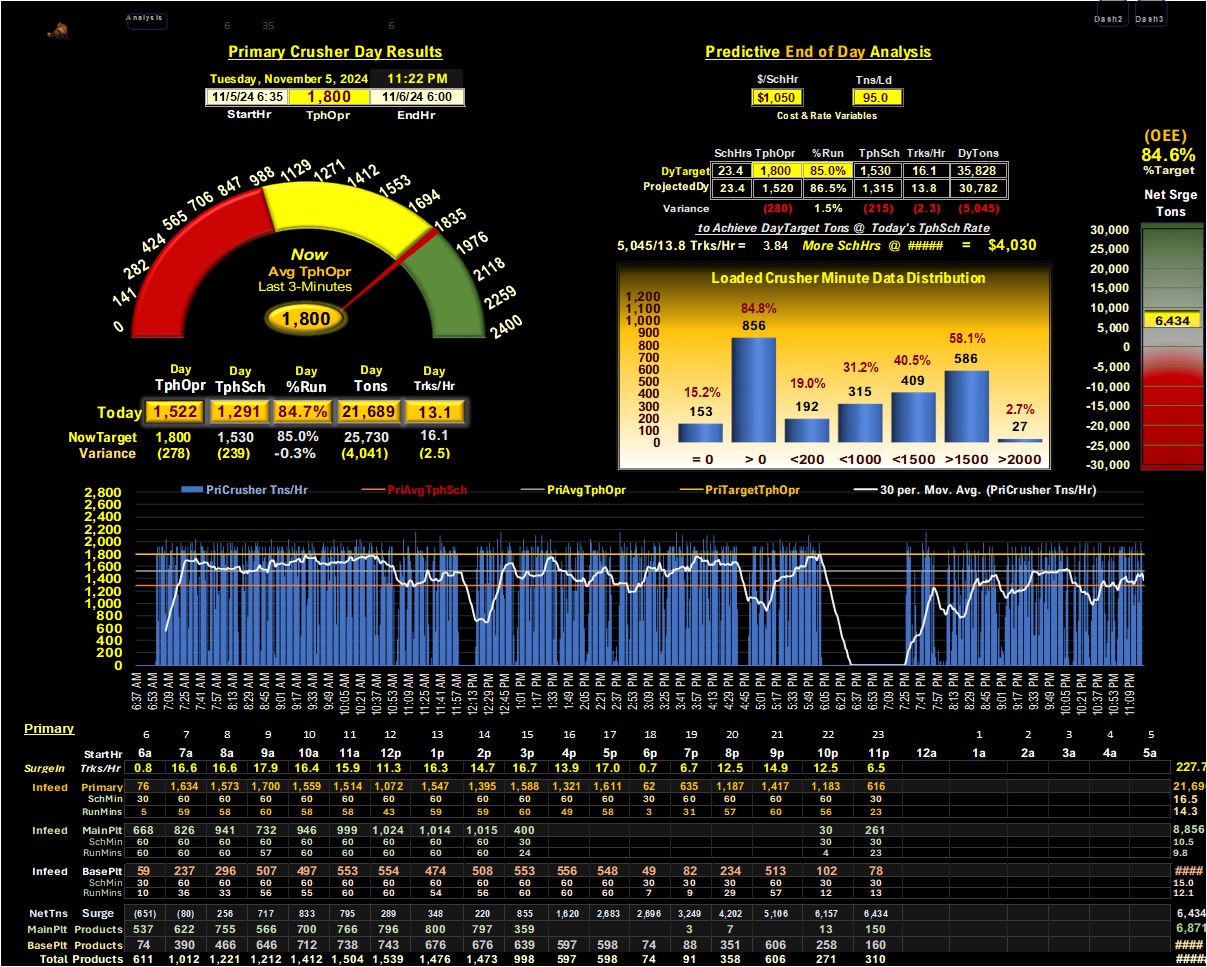 Analysis 6 35 6 Dash2 Dash3
Primary Crusher Day Results
Tuesday, November 5, 2024 11:22 PM
11/5/24 6:35 1,800 11/6/24 6:00
StartHr TphOpr EndHr
0 141 282 424 565 706 847 988 1129 1271 1412 1553 1694 1835 1976 2118 2259 2400
Now
Avg TphOpr
Last 3-Minutes
1,800
Day Day Day Day Day
TphOpr TphSch %Run Tons Trks/Hr
Today 1,522 1,291 84.7% 21,689 13.1
NowTarget 1,800 1,530 85.0% 25,730 16.1
Variance (278) (239) -0.3% (4,041) (2.5)
Predictive End of Day Analysis
$/SchHr Tns/Ld
$1,050 95.0
Cost & Rate Variables
SchHrs TphOpr %Run TphSch Trks/Hr DyTons
DyTarget 23.4 1,800 85.0% 1,530 16.1 35,828
ProjectedDy 23.4 1,520 86.5% 1,315 13.8 30,782
Variance (280) 1.5% (215) (2.3) (5,045)
to Achieve DayTarget Tons @ Today's TphSch Rate
5,045/13.8 Trks/Hr= 3.84 More SchHrs @ ##### = $4,030
Loaded Crusher Minute Data Distribution
1,200
1,100
1,000
900
800
700
600
500
400
300
200
100
0
15.2% 84.8% 19.0% 31.2% 40.5% 58.1% 2.7%
153 856 192 315 409 586 27
= 0 > 0 <200 <1000 <1500 >1500 >2000
(OEE)
84.6%
%Target
Net Srge
Tons
30,000
25,000
20,000
15,000
10,000
6,434
5,000
0
-5,000
-10,000
-15,000
-20,000
-25,000
-30,000
PriCrusher Tns/Hr PriAvgTphSch PriAvgTphOpr PriTargetTphOpr 30 per. Mov. Avg. (PriCrusher Tns/Hr)
2,800
2,600
2,400
2,200
2,000
1,800
1,600
1,400
1,200
1,000
800
600
400
200
0
6:37 AM 6:53 AM 7:09 AM 7:25 AM 7:41 AM 7:57 AM 8:13 AM 8:29 AM 8:45 AM 9:01 AM 9:17 AM 9:33 AM 9:49 AM 10:05 AM 10:21 AM 10:37 AM 10:53 AM 11:09 AM 11:25 AM 11:41 AM 11:57 AM 12:13 PM 12:29 PM 12:45 PM 1:01 PM 1:17 PM 1:33 PM 1:49 PM 2:05 PM 2:21 PM 2:37 PM 2:53 PM 3:09 PM 3:25 PM 3:41 PM 3:57 PM 4:13 PM 4:29 PM 4:45 PM 5:01 PM 5:17 PM 5:33 PM 5:49 PM 6:05 PM 6:21 PM 6:37 PM 6:53 PM 7:09 PM 7:25 PM 7:41 PM 7:57 PM 8:13 PM 8:29 PM 8:45 PM 9:01 PM 9:17 PM 9:33 PM 9:49 PM 10:05 PM 10:21 PM 10:37 PM 10:53 PM 11:09 PM
Primary
6 7 8 9 10 11 12 13 14 15 16 17 18 19 20 21 22 23 1 2 3 4 5
StartHr 6a 7a 8a 9a 10a 11a 12p 1p 2p 3p 4p 5p 6p 7p 8p 9p 10p 11p 12a 1a 2a 3a 4a 5a
SurgeIn Trks/Hr 0.8 16.6 16.6 17.9 16.4 15.9 11.3 16.3 14.7 16.7 13.9 17.0 0.7 6.7 12.5 14.9 12.5 6.5 227.7
Infeed Primary 76 1,634 1,573 1,700 1,559 1,514 1,072 1,547 1,395 1,588 1,321 1,611 62 635 1,187 1,417 1,183 616 21,69
SchMin 30 60 60 60 60 60 60 60 60 60 60 60 30 60 60 60 60 30 16.5
RunMins 5 59 58 60 58 58 43 59 59 60 49 58 3 31 57 60 56 23 14.3
Infeed MainPlt 668 826 941 732 946 999 1,024 1,014 1,015 400 30 261 8,856
SchMin 60 60 60 60 60 60 60 60 60 30 30 30 10.5
RunMins 60 60 60 57 60 60 60 60 60 24 4 23 9.8
Infeed BasePlt 59 237 296 507 497 553 554 474 508 553 556 548 49 82 234 513 102 78 ####
SchMin 30 60 60 60 60 60 60 60 60 60 60 60 30 30 30 60 30 30 15.0
RunMins 10 36 33 56 55 60 60 54 56 60 60 60 7 9 29 57 12 13 12.1
NetTns Surge (651) (80) 256 717 833 795 289 348 220 855 1,620 2,683 2,696 3,249 4,202 5,106 6,157 6,434 6,434
MainPlt Products 537 622 755 566 700 766 796 800 797 359 3 7 13 150 6,871
BasePlt Products 74 390 466 646 712 738 743 676 676 639 597 598 74 88 351 606 258 160 ####
Total Products 611 1,012 1,221 1,212 1,412 1,504 1,539 1,476 1,473 998 597 598 74 91 358 606 271 310 #####